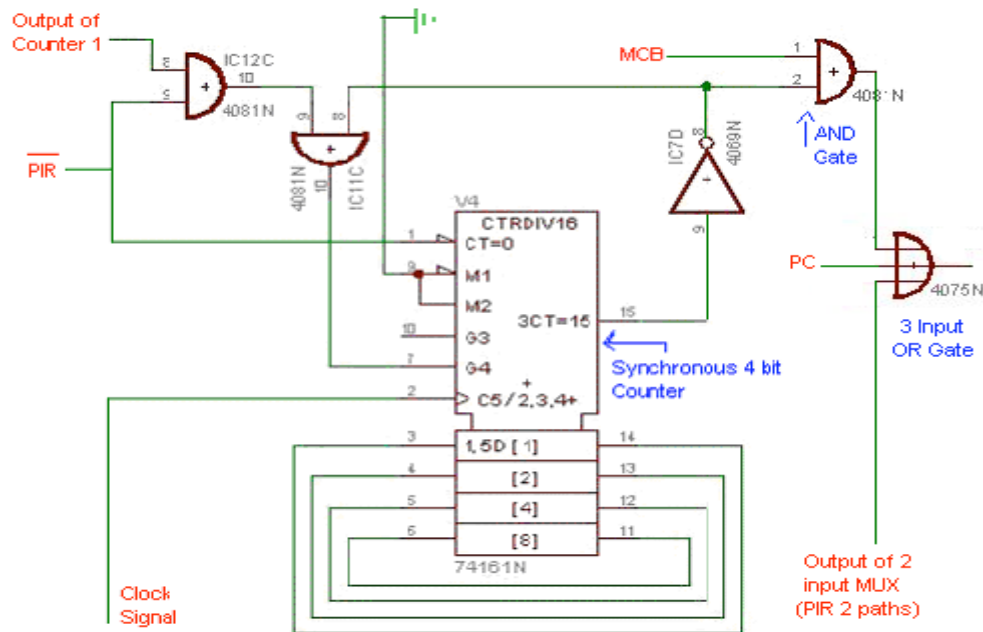 Output of
Counter 1
8
9
IC12C
10
4081N
PIR
9
8
10
4081N
IC11C
MCB
1
2
4081N
AND
Gate
IC7D
8
4069N
9
V4
CTRDIV16
1
CT=0
9
M1
M2
3CT=15
15
10
G3
7
G4
2
C5/2,3,4+
Synchronous 4 bit
Counter
PC
4075N
3 Input
OR Gate
3
1,5D [1]
14
4
[2]
13
5
[4]
12
6
[8]
11
74161N
Clock
Signal
Output of 2
input MUX
(PIR 2 paths)